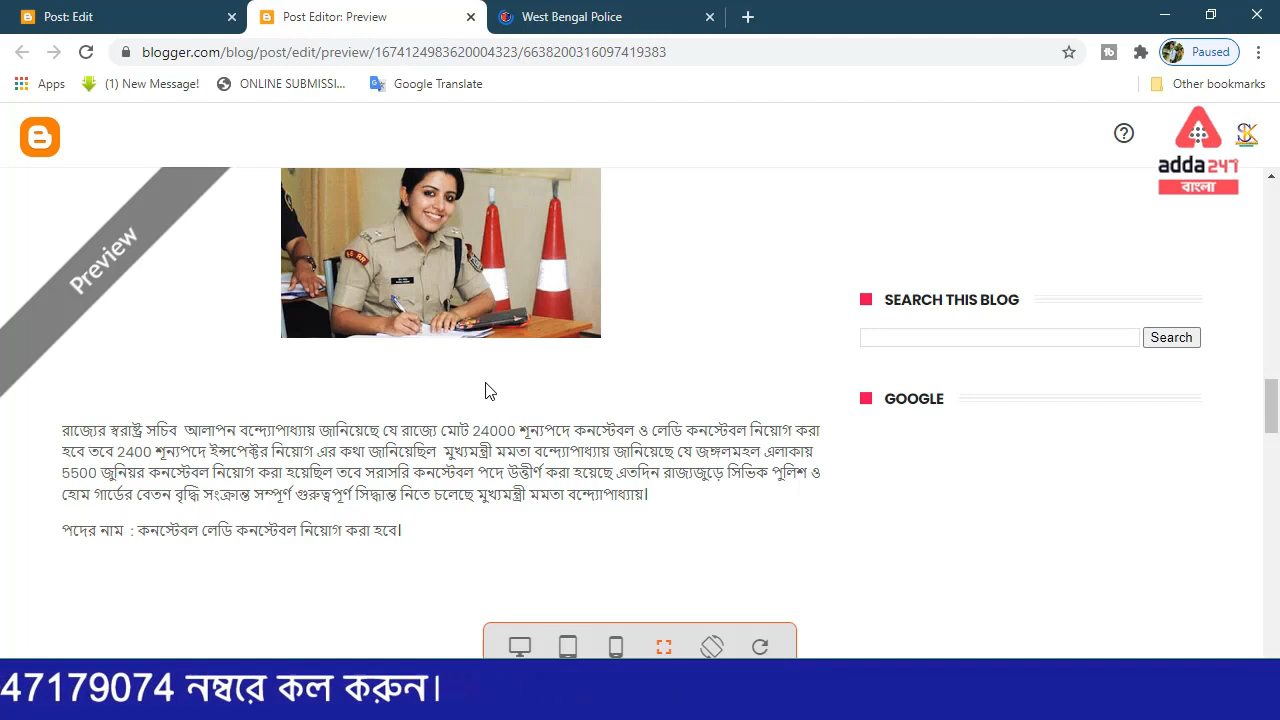 Post: Edit
Post Editor: Preview
West Bengal Police
blogger.com/blog/post/edit/preview/1674124983620004323/6638200316097419383
Paused
Apps
(1) New Message!
ONLINE SUBMISSI...
Google Translate
Other bookmarks
adda247
বাংলা
Preview
SEARCH THIS BLOG
Search
GOOGLE
রাজ্যের স্বরাষ্ট্র সচিব আলাপন বন্দ্যোপাধ্যায় জানিয়েছে যে রাজ্যে মোট 24000 শূন্যপদে কনস্টেবল ও লেডি কনস্টেবল নিয়োগ করা
হবে তবে 2400 শূন্যপদে ইন্সপেক্টর নিয়োগ এর কথা জানিয়েছিল মুখ্যমন্ত্রী মমতা বন্দ্যোপাধ্যায় জানিয়েছে যে জঙ্গলমহল এলাকায়
5500 জুনিয়র কনস্টেবল নিয়োগ করা হয়েছিল তবে সরাসরি কনস্টেবল পদে উত্তীর্ণ করা হয়েছে এতদিন রাজ্যজুড়ে সিভিক পুলিশ ও
হোম গার্ডের বেতন বৃদ্ধি সংক্রান্ত সম্পূর্ণ গুরুত্বপূর্ণ সিদ্ধান্ত নিতে চলেছে মুখ্যমন্ত্রী মমতা বন্দ্যোপাধ্যায়।
পদের নাম : কনস্টেবল লেডি কনস্টেবল নিয়োগ করা হবে।
47179074 নম্বরে কল করুন।